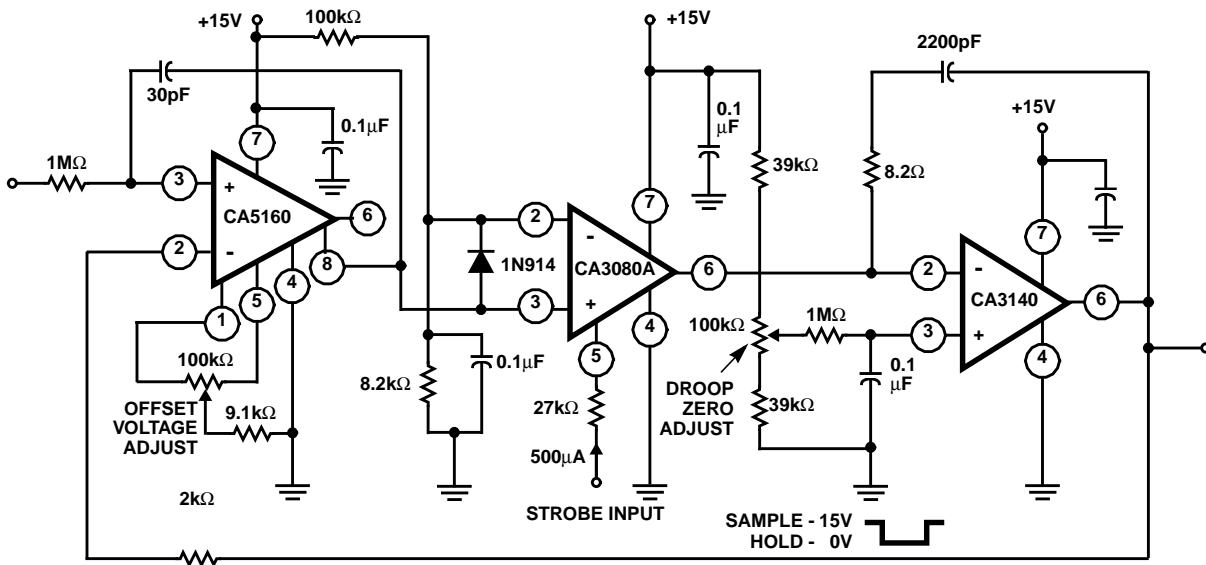 +15V
100kΩ
+15V
2200pF
30pF
0.1µF
0.1
µF
+15V
1MΩ
39kΩ
8.2Ω
7
3
+
CA5160
6
2
-
8
4
5
1
2
-
1N914
CA3080A
7
6
3
+
4
5
7
2
-
CA3140
6
3
+
4
100kΩ
1MΩ
100kΩ
OFFSET
VOLTAGE
ADJUST
9.1kΩ
8.2kΩ
0.1µF
27kΩ
500µA
STROBE INPUT
DROOP
ZERO
ADJUST
39kΩ
0.1
µF
2kΩ
SAMPLE - 15V
HOLD - 0V